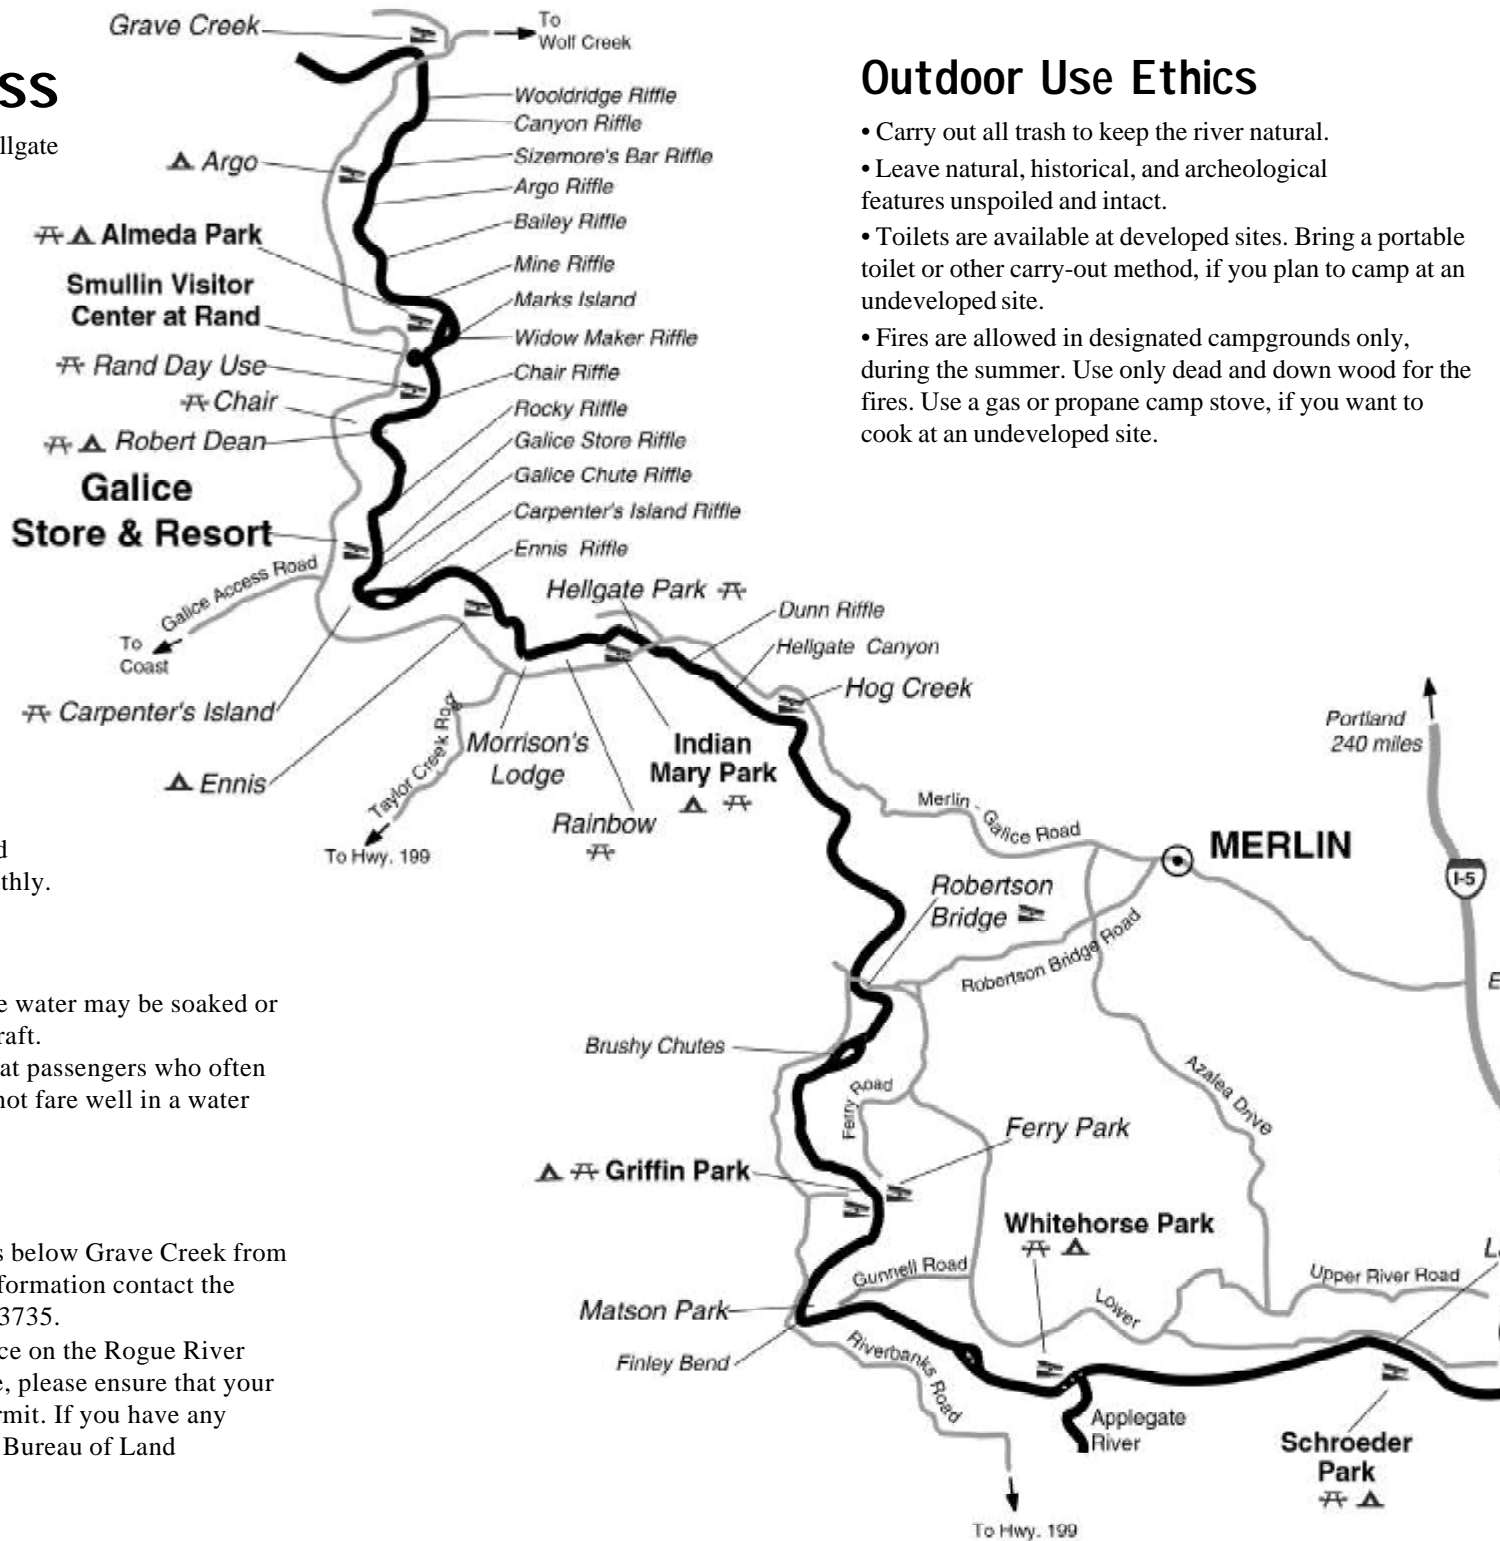 ss
llgate
d
thly.
e water may be soaked or
raft.
at passengers who often
not fare well in a water
s below Grave Creek from
formation contact the
3735.
ce on the Rogue River
e, please ensure that your
rmit. If you have any
Bureau of Land
Outdoor Use Ethics
• Carry out all trash to keep the river natural.
• Leave natural, historical, and archeological
features unspoiled and intact.
• Toilets are available at developed sites. Bring a portable
toilet or other carry-out method, if you plan to camp at an
undeveloped site.
• Fires are allowed in designated campgrounds only,
during the summer. Use only dead and down wood for the
fires. Use a gas or propane camp stove, if you want to
cook at an undeveloped site.
Grave Creek
To
Wolf Creek
Wooldridge Riffle
Canyon Riffle
Sizemore's Bar Riffle
Argo
Argo Riffle
Bailey Riffle
Almeda Park
Mine Riffle
Smullin Visitor
Center at Rand
Marks Island
Widow Maker Riffle
Rand Day Use
Chair Riffle
Chair
Rocky Riffle
Robert Dean
Galice Store Riffle
Galice
Store & Resort
Galice Chute Riffle
Carpenter's Island Riffle
Ennis Riffle
Galice Access Road
To
Coast
Hellgate Park
Dunn Riffle
Hellgate Canyon
Hog Creek
Carpenter's Island
Ennis
Taylor Creek Road
To Hwy. 199
Morrison's
Lodge
Rainbow
Indian
Mary Park
Portland
240 miles
I-5
Merlin - Galice Road
MERLIN
Robertson
Bridge
Robertson Bridge Road
E
Brushy Chutes
Ferry Road
Azalea Drive
Ferry Park
Griffin Park
Whitehorse Park
Gunnell Road
Lower
Upper River Road
L
Matson Park
Finley Bend
Riverbanks Road
Applegate
River
Schroeder
Park
To Hwy. 199